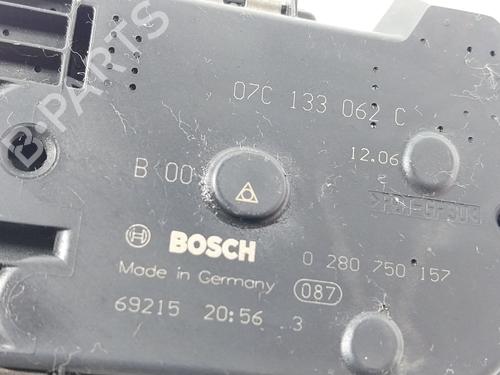 07C 133 062 C
12.06
B 00
BOSCH 0 280 750 157
Made in Germany 087
69215 20:56 3
B-PARTS